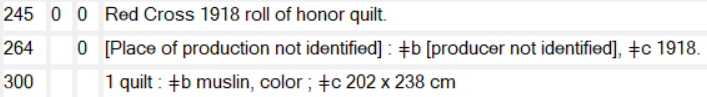 245 0 0 Red Cross 1918 roll of honor quilt.
264 0 [Place of production not identified] : ǂb [producer not identified], ǂc 1918.
300 1 quilt : ǂb muslin, color ; ǂc 202 x 238 cm